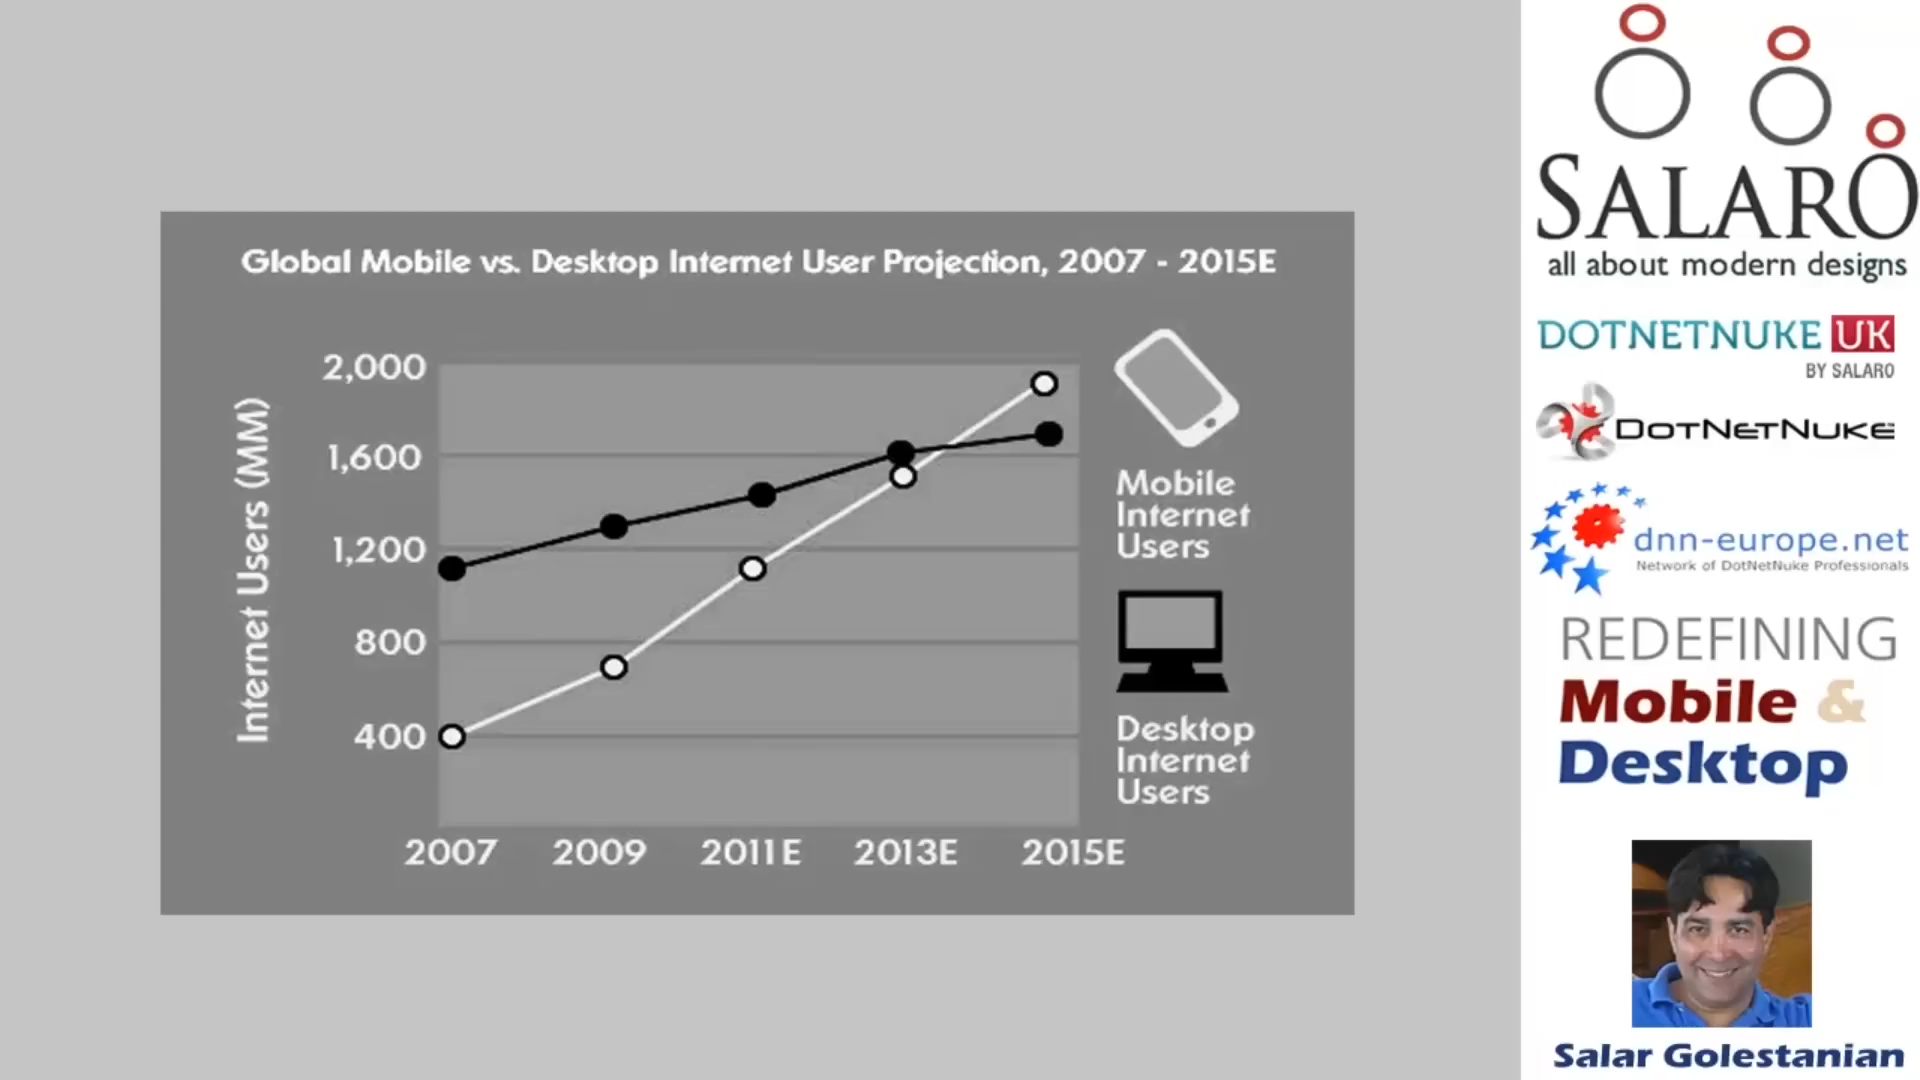 Global Mobile vs. Desktop Internet User Projection, 2007 - 2015E
Internet Users (MM)
2,000
1,600
1,200
800
400
2007 2009 2011E 2013E 2015E
Mobile
Internet
Users
Desktop
Internet
Users
SALARO
all about modern designs
DOTNETNUKE UK
BY SALARO
DOTNETNUKE
dnn-europe.net
Network of DotNetNuke Professionals
REDEFINING
Mobile &
Desktop
Salar Golestanian